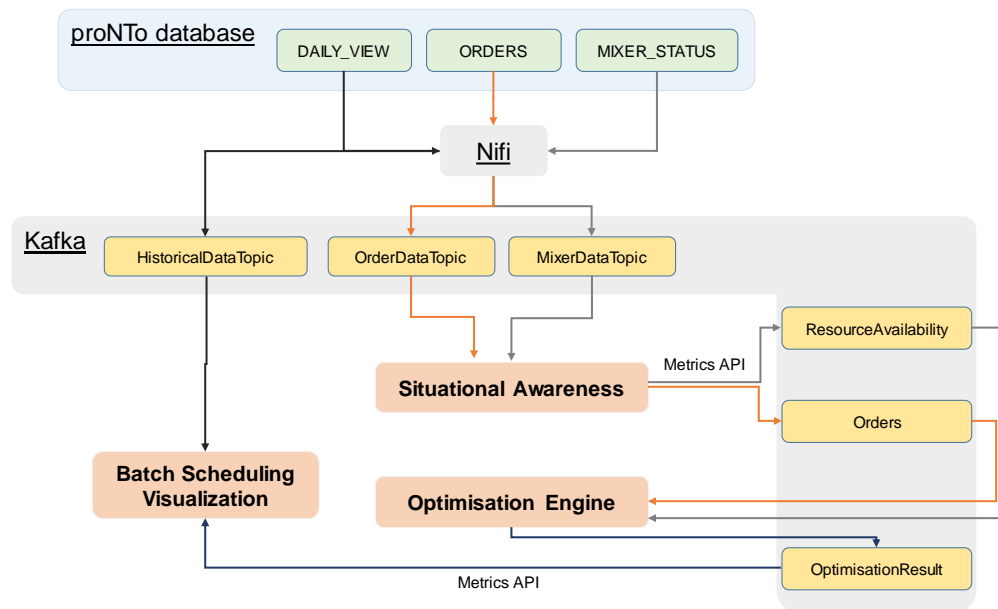 proNTo database
DAILY_VIEW
ORDERS
MIXER_STATUS
Nifi
Kafka
HistoricalDataTopic
OrderDataTopic
MixerDataTopic
ResourceAvailability
Metrics API
Situational Awareness
Orders
Batch Scheduling
Visualization
Optimisation Engine
OptimisationResult
Metrics API